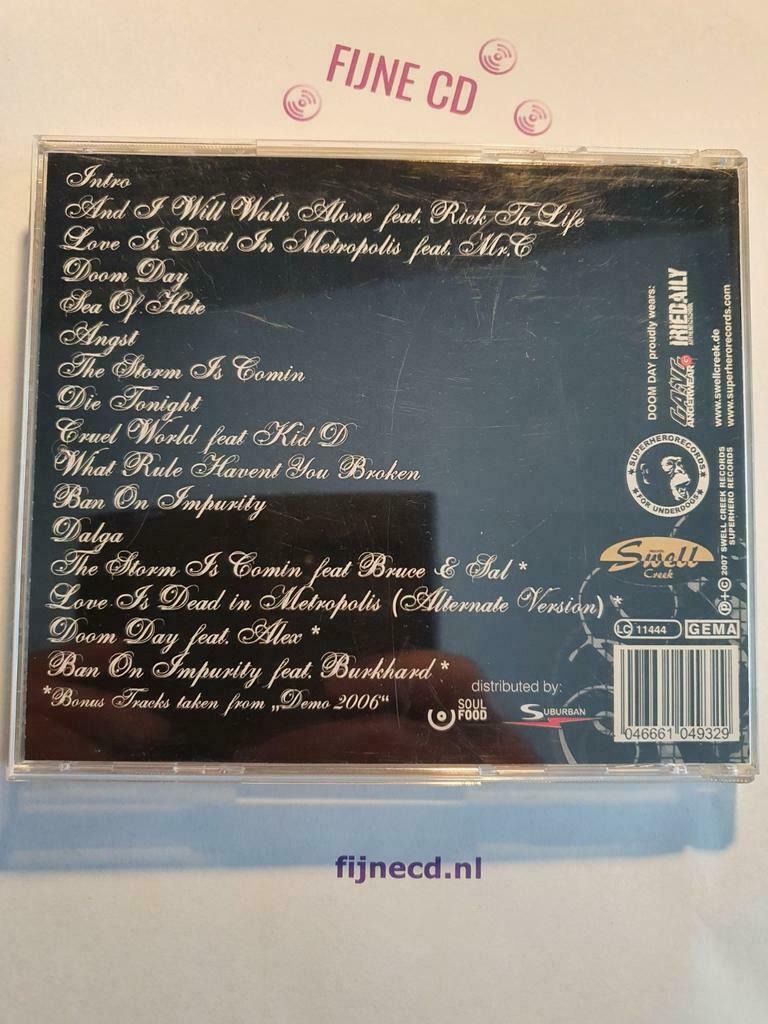 FIJNE CD
Intro
And I Will Walk Alone feat. Rick Ta Life
Love Is Dead In Metropolis feat. Mr.C
Doom Day
Sea Of Hate
Angst
The Storm Is Comin
Die Tonight
Cruel World feat Kid D
What Rule Havent You Broken
Ban On Impurity
Dalga
The Storm Is Comin feat Bruce & Sal *
Love Is Dead in Metropolis (Alternate Version) *
Doom Day feat. Alex *
Ban On Impurity feat. Burkhard *
*Bonus Tracks taken from „Demo 2006“
distributed by:
SOUL
FOOD
SUBURBAN
DOOM DAY proudly wears:
GANG
ANGERWEAR
IRIEDAILY
www.swellcreek.de
www.superherorecords.com
SUPERHERORECORDS
FOR UNDERDOGS
Swell
Creek
℗+© 2007 SWELL CREEK RECORDS
SUPERHERO RECORDS
LC 11444
GEMA
046661 049329
fijnecd.nl